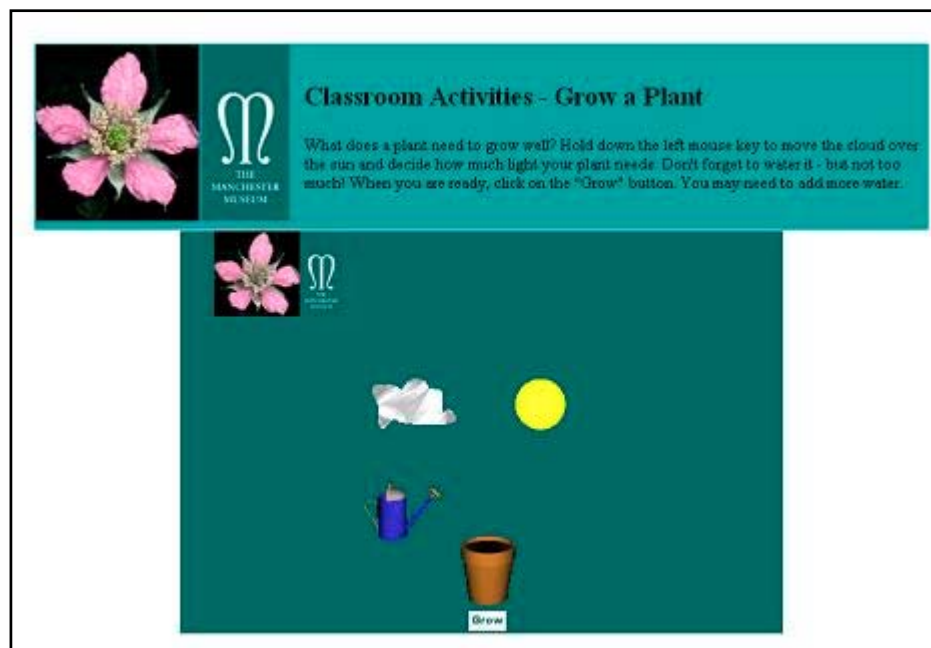 Classroom Activities - Grow a Plant
What does a plant need to grow well? Hold down the left mouse key to move the cloud over
the sun and decide how much light your plant needs. Don't forget to water it - but not too
much! When you are ready, click on the "Grow" button. You may need to add more water.
THE
MANCHESTER
MUSEUM
Grow